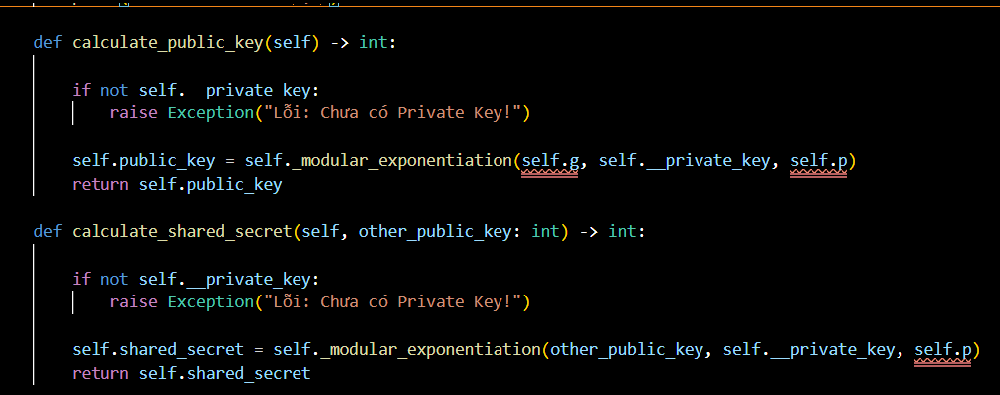 def calculate_public_key(self) -> int:
if not self.__private_key:
raise Exception("Lỗi: Chưa có Private Key!")
self.public_key = self._modular_exponentiation(self.g, self.__private_key, self.p)
return self.public_key
def calculate_shared_secret(self, other_public_key: int) -> int:
if not self.__private_key:
raise Exception("Lỗi: Chưa có Private Key!")
self.shared_secret = self._modular_exponentiation(other_public_key, self.__private_key, self.p)
return self.shared_secret